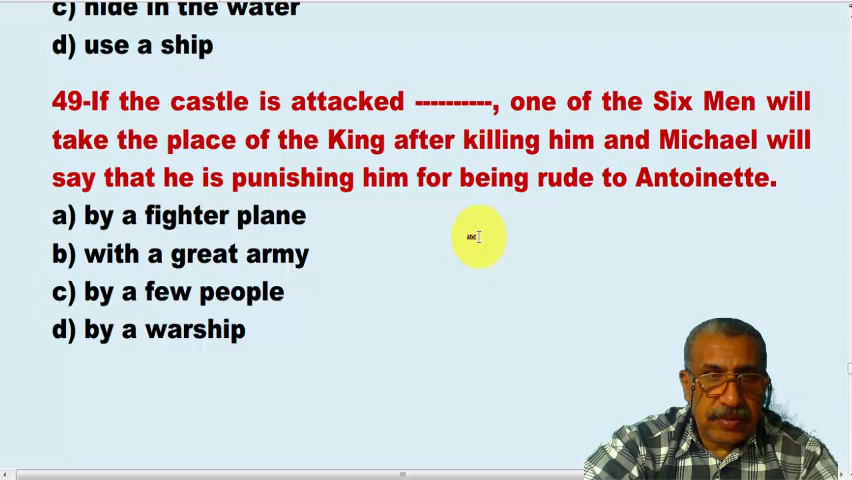 c) hide in the water
d) use a ship
49-If the castle is attacked ----------, one of the Six Men will
take the place of the King after killing him and Michael will
say that he is punishing him for being rude to Antoinette.
a) by a fighter plane
b) with a great army
c) by a few people
d) by a warship